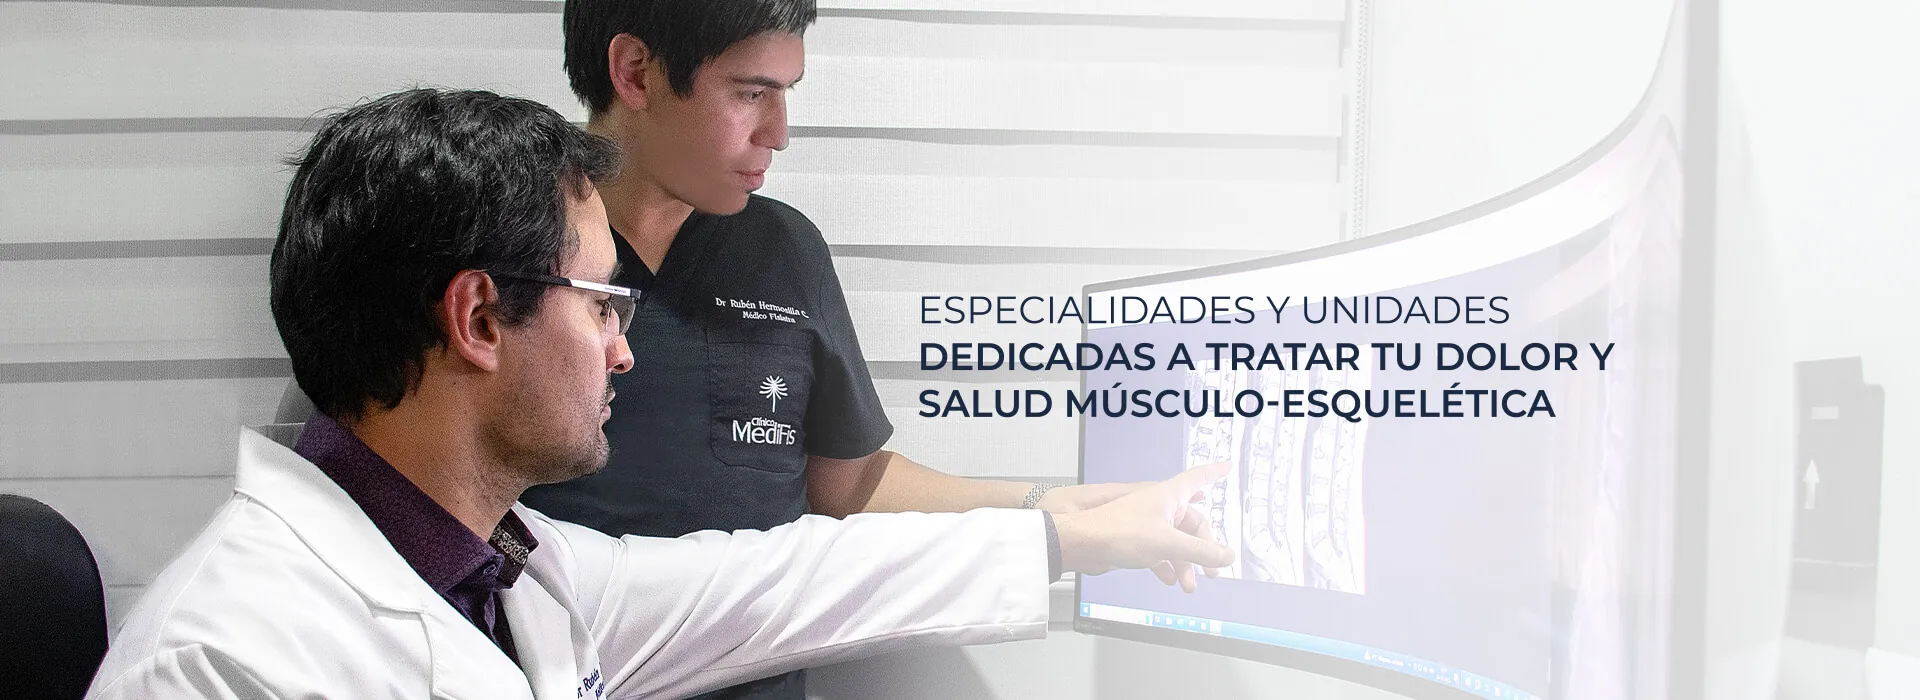 Dr Rubén Hermosilla C.
Médico Fisiatra
Clínica
MediFis
ESPECIALIDADES Y UNIDADES
DEDICADAS A TRATAR TU DOLOR Y
SALUD MÚSCULO-ESQUELÉTICA